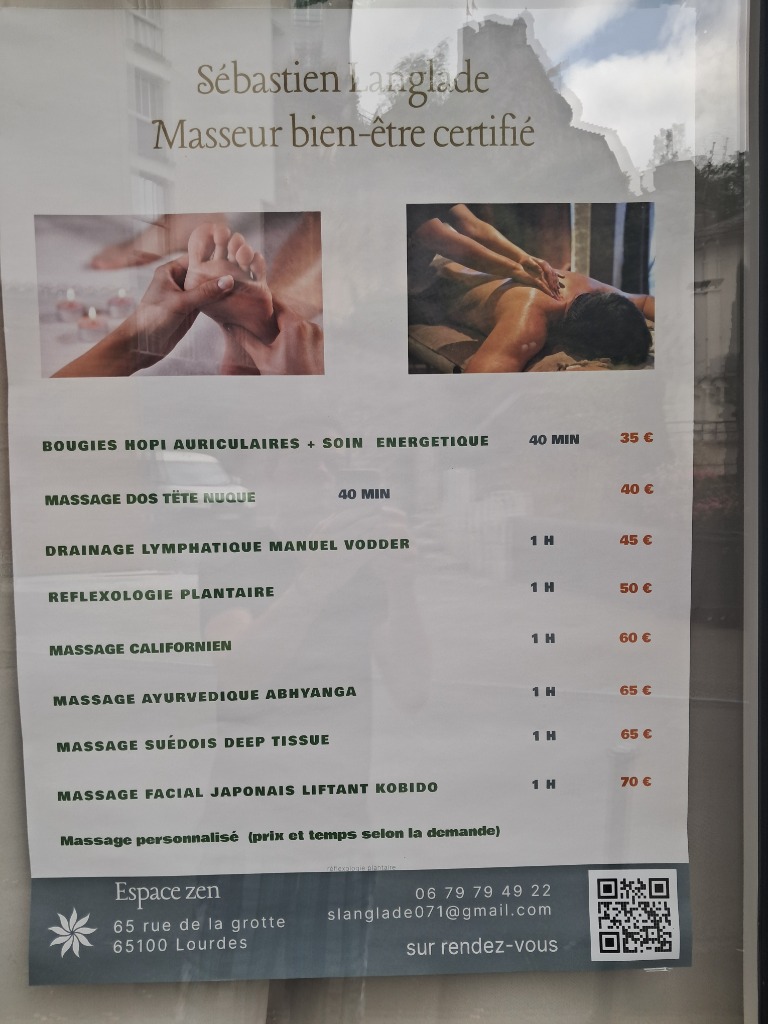 Sébastien Langlade
Masseur bien-être certifié
BOUGIES HOPI AURICULAIRES + SOIN ENERGETIQUE 40 MIN 35 €
MASSAGE DOS TËTE NUQUE 40 MIN 40 €
DRAINAGE LYMPHATIQUE MANUEL VODDER 1 H 45 €
REFLEXOLOGIE PLANTAIRE 1 H 50 €
MASSAGE CALIFORNIEN 1 H 60 €
MASSAGE AYURVEDIQUE ABHYANGA 1 H 65 €
MASSAGE SUÉDOIS DEEP TISSUE 1 H 65 €
MASSAGE FACIAL JAPONAIS LIFTANT KOBIDO 1 H 70 €
Massage personnalisé (prix et temps selon la demande)
réflexologie plantaire
Espace zen
65 rue de la grotte
65100 Lourdes
06 79 79 49 22
slanglade071@gmail.com
sur rendez-vous